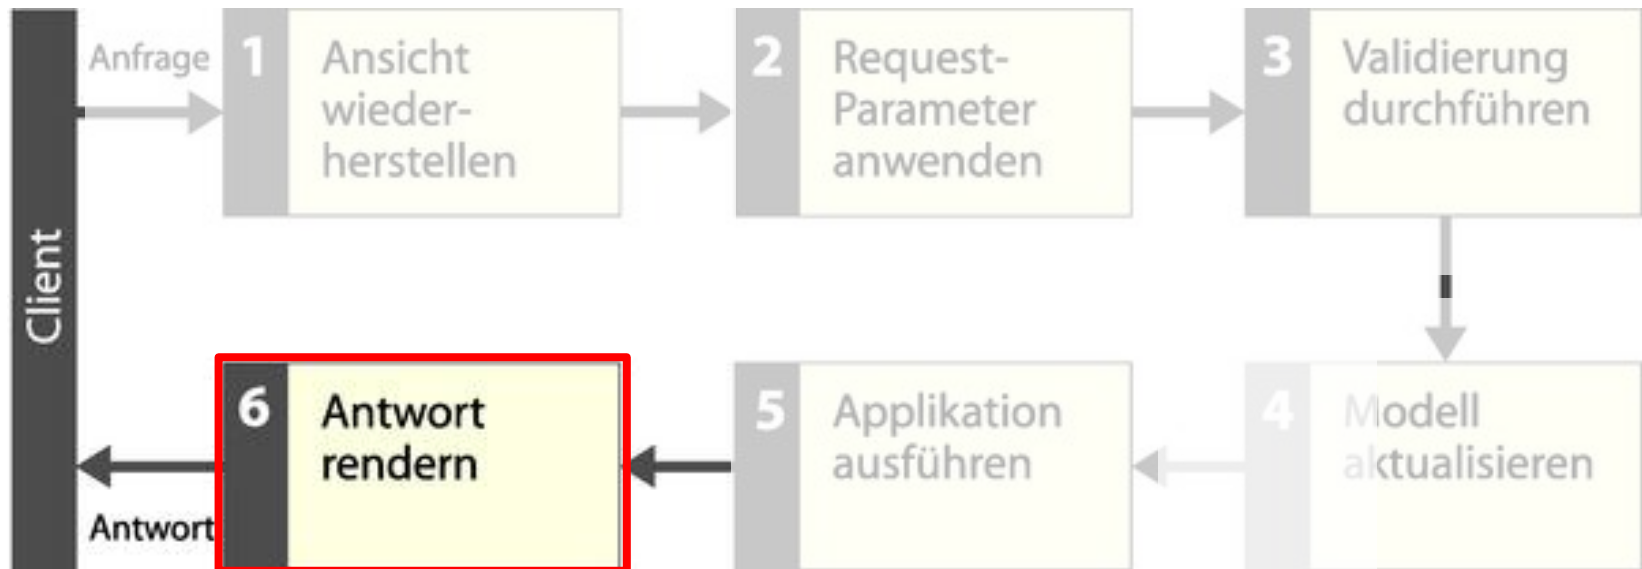 Client
Anfrage
1
Ansicht
wieder-
herstellen
2
Request-
Parameter
anwenden
3
Validierung
durchführen
4
Modell
aktualisieren
5
Applikation
ausführen
6
Antwort
rendern
Antwort